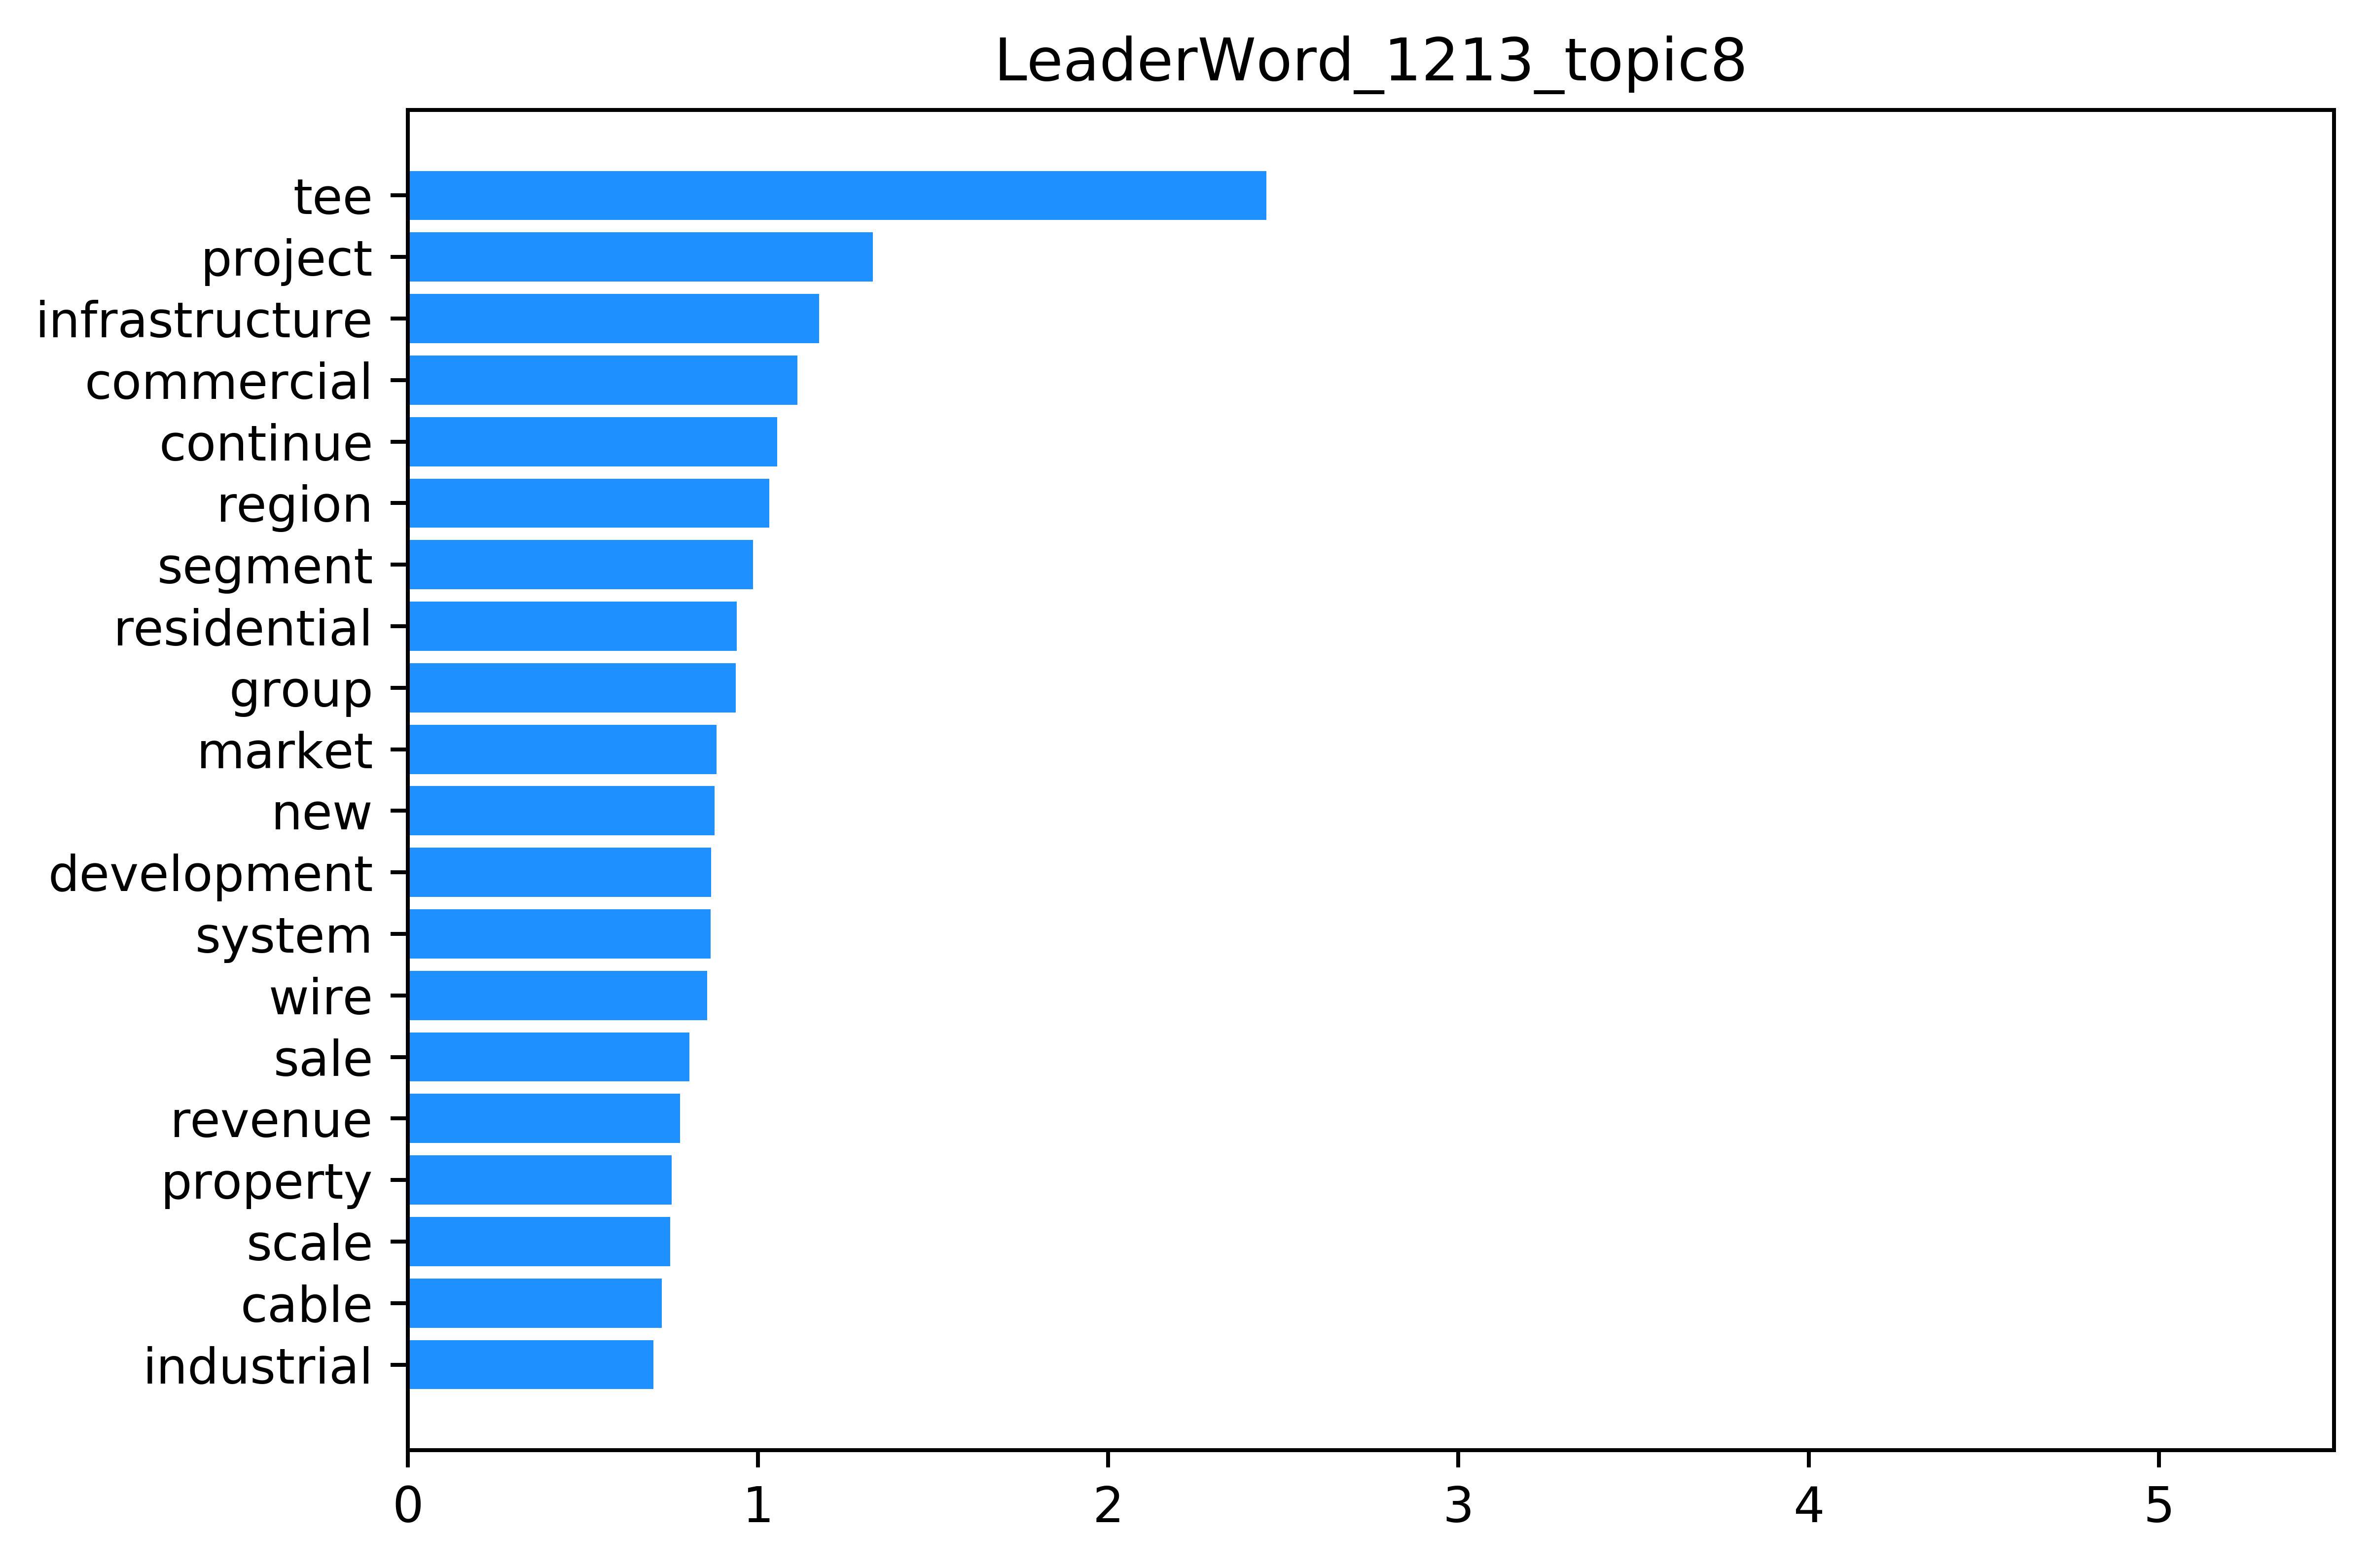 LeaderWord_1213_topic8
tee
project
infrastructure
commercial
continue
region
segment
residential
group
market
new
development
system
wire
sale
revenue
property
scale
cable
industrial
0 1 2 3 4 5